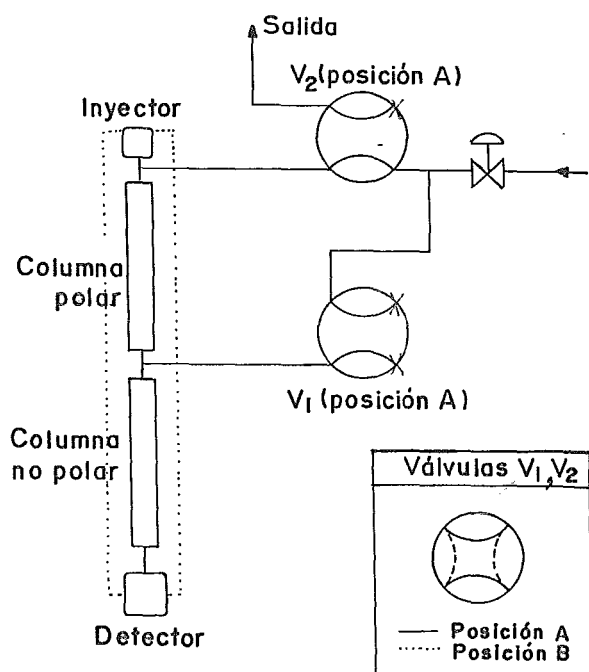 Salida
V2 (posición A)
Inyector
Columna
polar
V1 (posición A)
Columna
no polar
Válvulas V1, V2
Posición A
Posición B
Detector